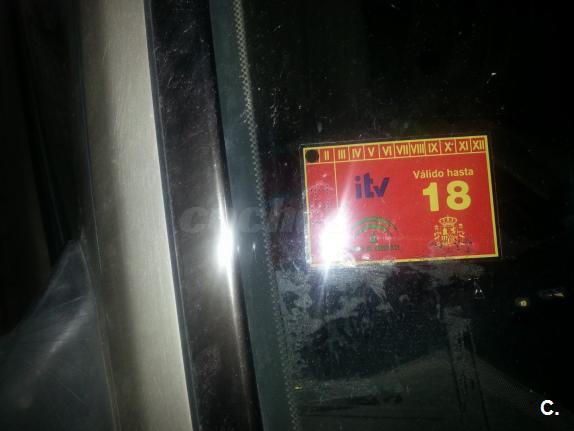 II III IV V VI VII VIII IX X XI XII
itv
Válido hasta
18
C.